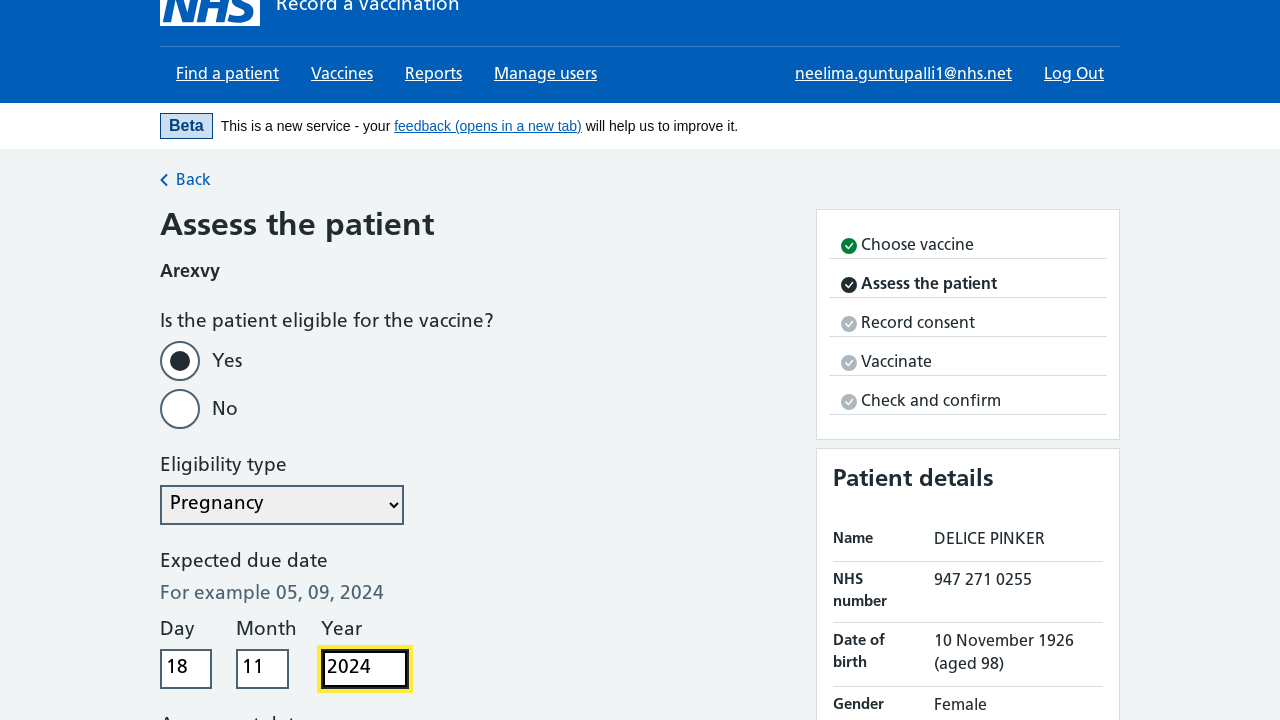 NHS Record a vaccination
Find a patient Vaccines Reports Manage users neelima.guntupalli1@nhs.net Log Out
Beta This is a new service - your feedback (opens in a new tab) will help us to improve it.
Back
Assess the patient
Arexvy
Is the patient eligible for the vaccine?
Yes
No
Eligibility type
Pregnancy
Expected due date
For example 05, 09, 2024
Day Month Year
18 11 2024
Choose vaccine
Assess the patient
Record consent
Vaccinate
Check and confirm
Patient details
Name DELICE PINKER
NHS number 947 271 0255
Date of birth 10 November 1926 (aged 98)
Gender Female